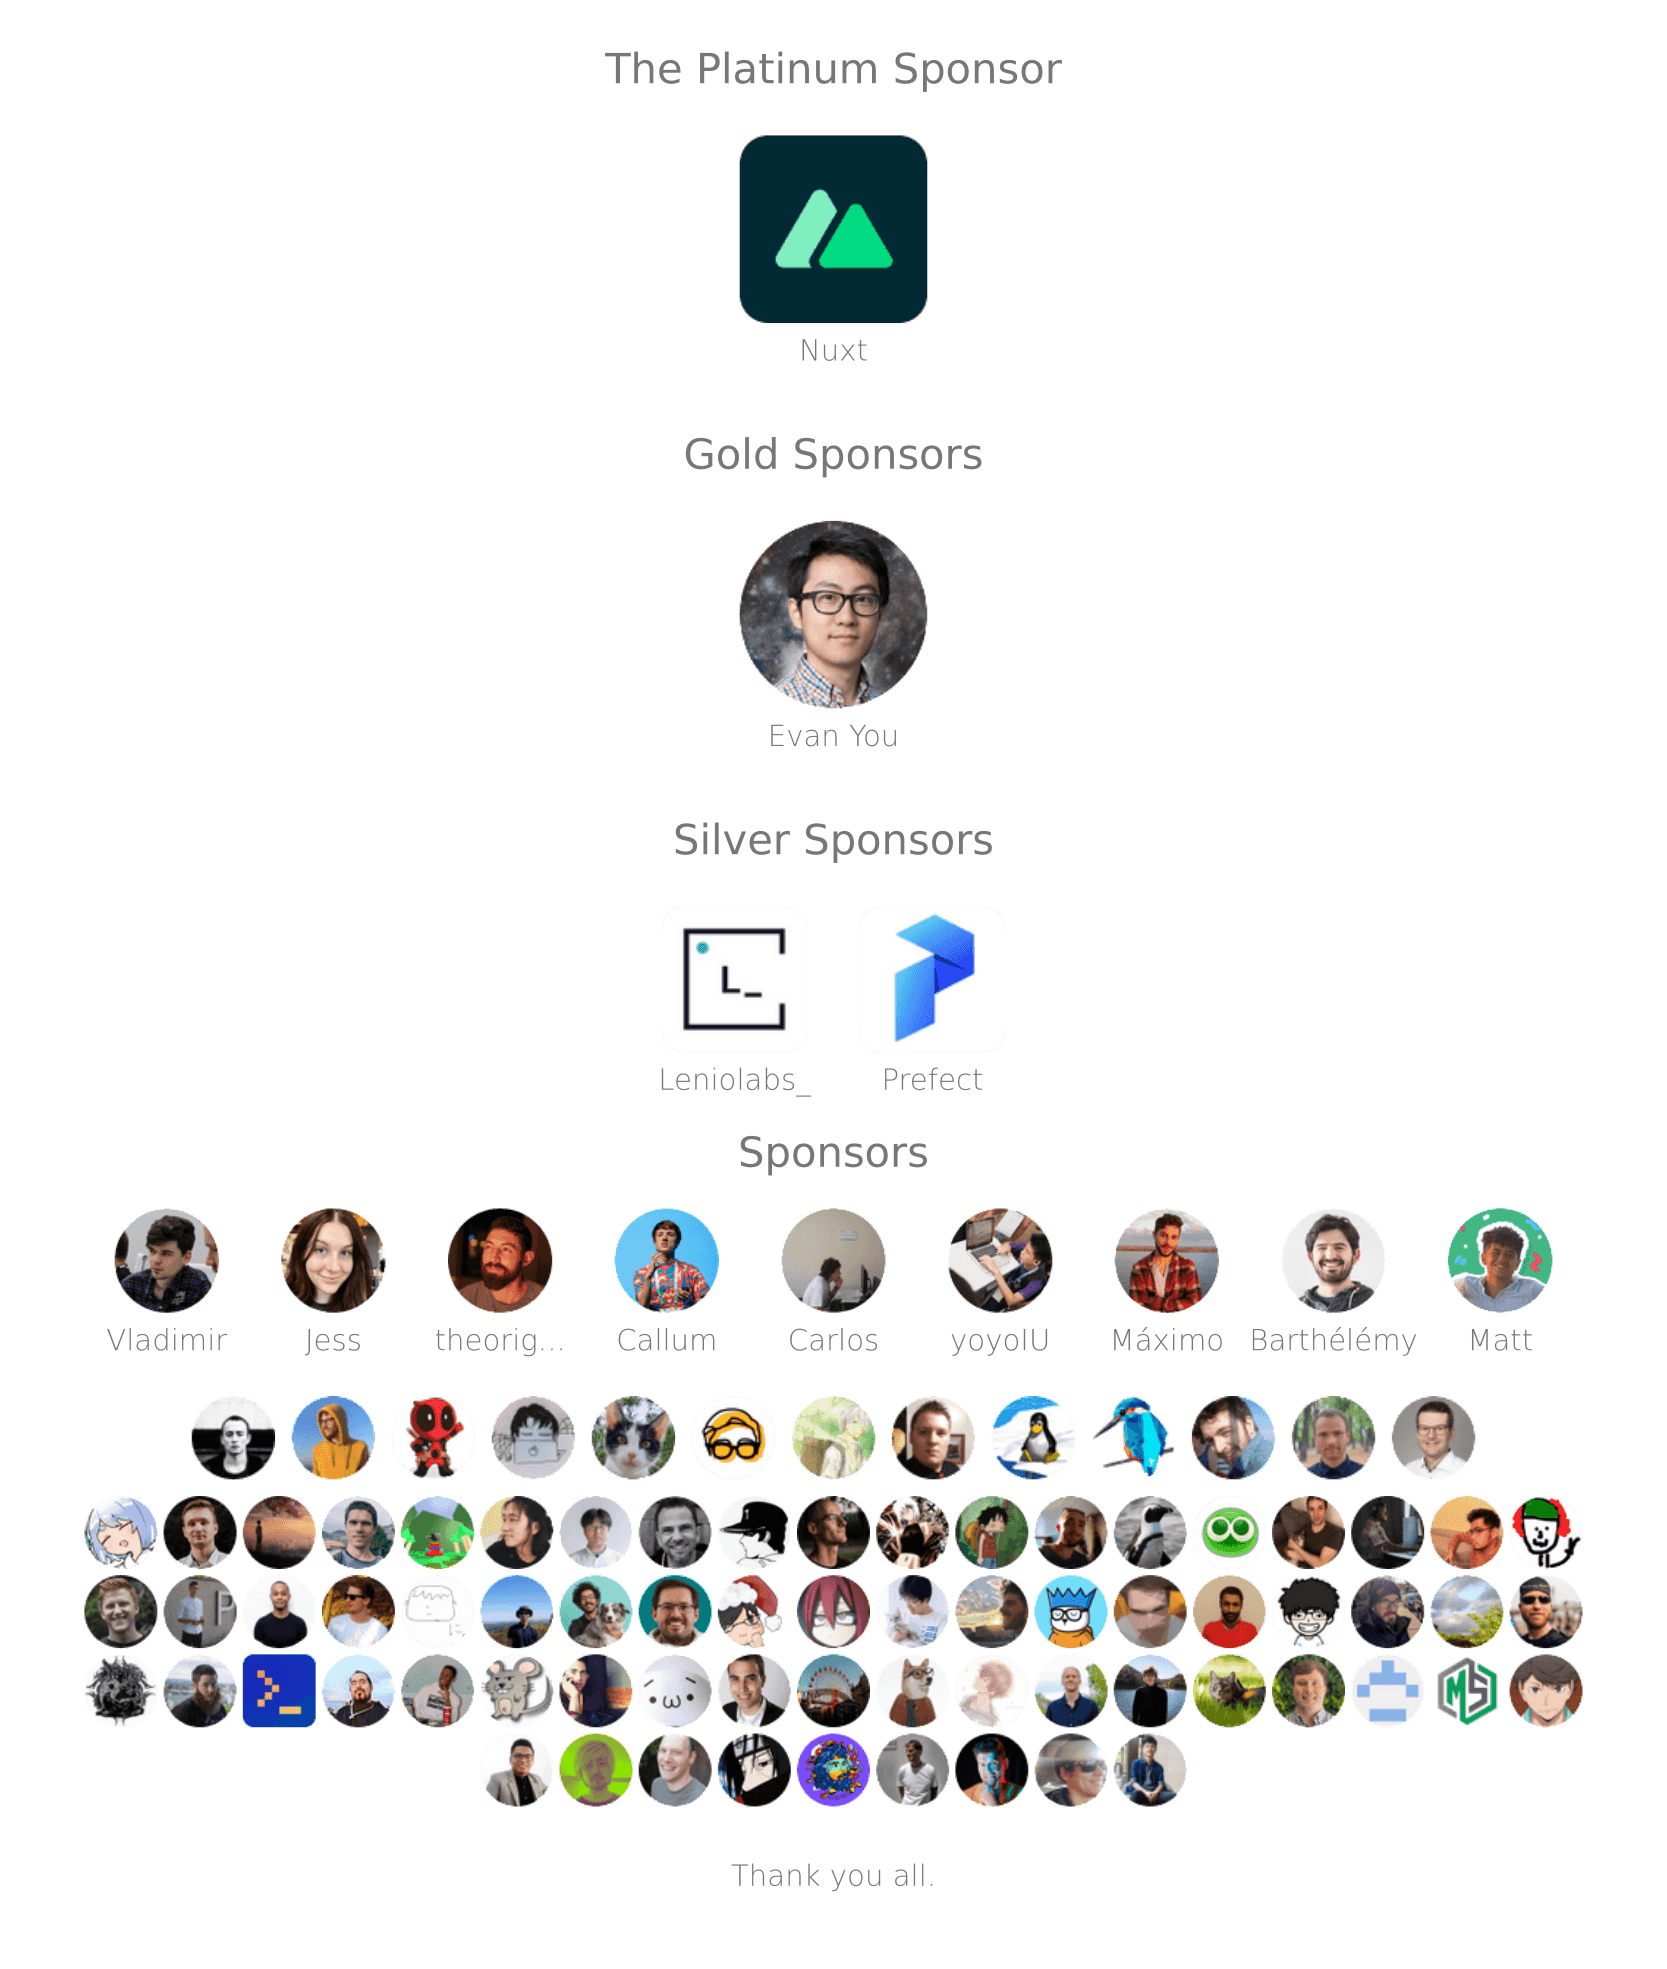 The Platinum Sponsor
Nuxt
Gold Sponsors
Evan You
Silver Sponsors
L_
Leniolabs_ Prefect
Sponsors
Vladimir Jess theorig... Callum Carlos yoyoIU Máximo Barthélémy Matt
Thank you all.